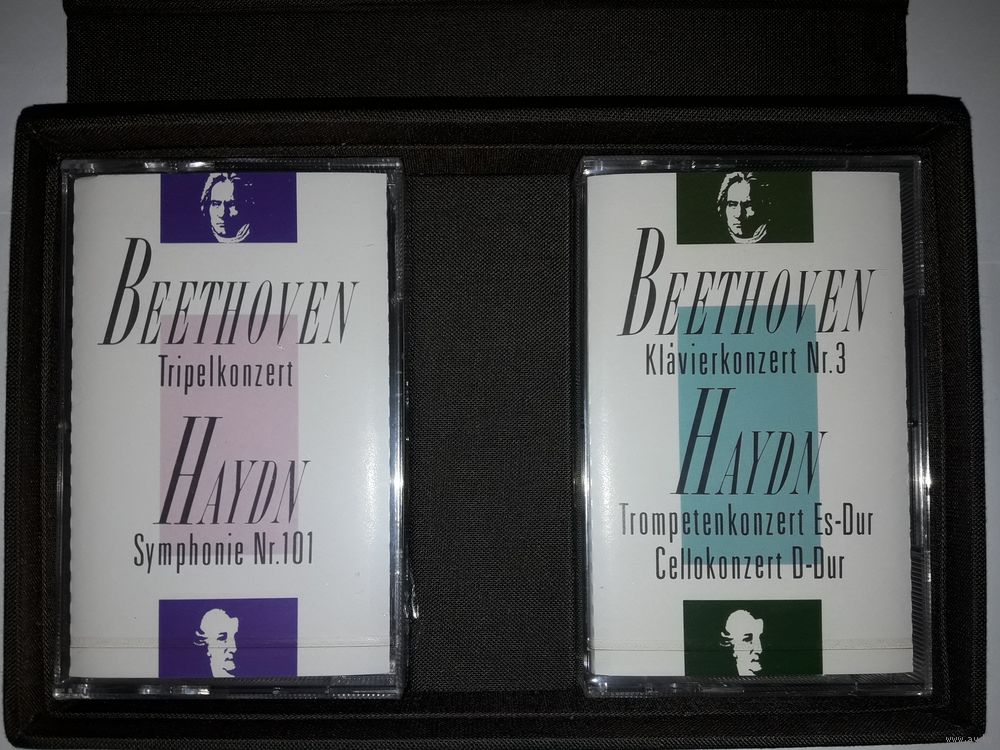 BEETHOVEN
Tripelkonzert
HAYDN
Symphonie Nr.101
BEETHOVEN
Klavierkonzert Nr.3
HAYDN
Trompetenkonzert Es-Dur
Cellokonzert D-Dur